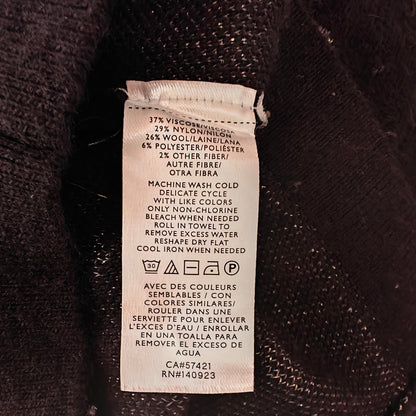 37% VISCOSE/VISCOSA
29% NYLON/NILON
26% WOOL/LAINE/LANA
6% POLYESTER/POLIÉSTER
2% OTHER FIBER/
AUTRE FIBRE/
OTRA FIBRA
MACHINE WASH COLD
DELICATE CYCLE
WITH LIKE COLORS
ONLY NON-CHLORINE
BLEACH WHEN NEEDED
ROLL IN TOWEL TO
REMOVE EXCESS WATER
RESHAPE DRY FLAT
COOL IRON WHEN NEEDED
30 P
AVEC DES COULEURS
SEMBLABLES / CON
COLORES SIMILARES/
ROULER DANS UNE
SERVIETTE POUR ENLEVER
L'EXCES D'EAU / ENROLLAR
EN UNA TOALLA PARA
REMOVER EL EXCESO DE
AGUA
CA#57421
RN#140923